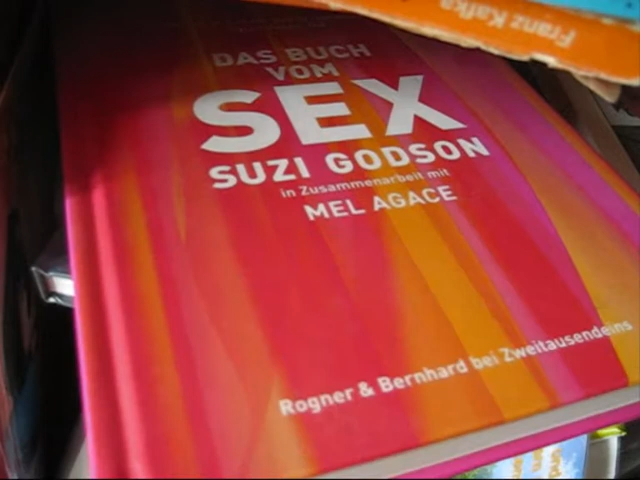 Franz Kafka
DAS BUCH
VOM
SEX
SUZI GODSON
in Zusammenarbeit mit
MEL AGACE
Rogner & Bernhard bei Zweitausendeins